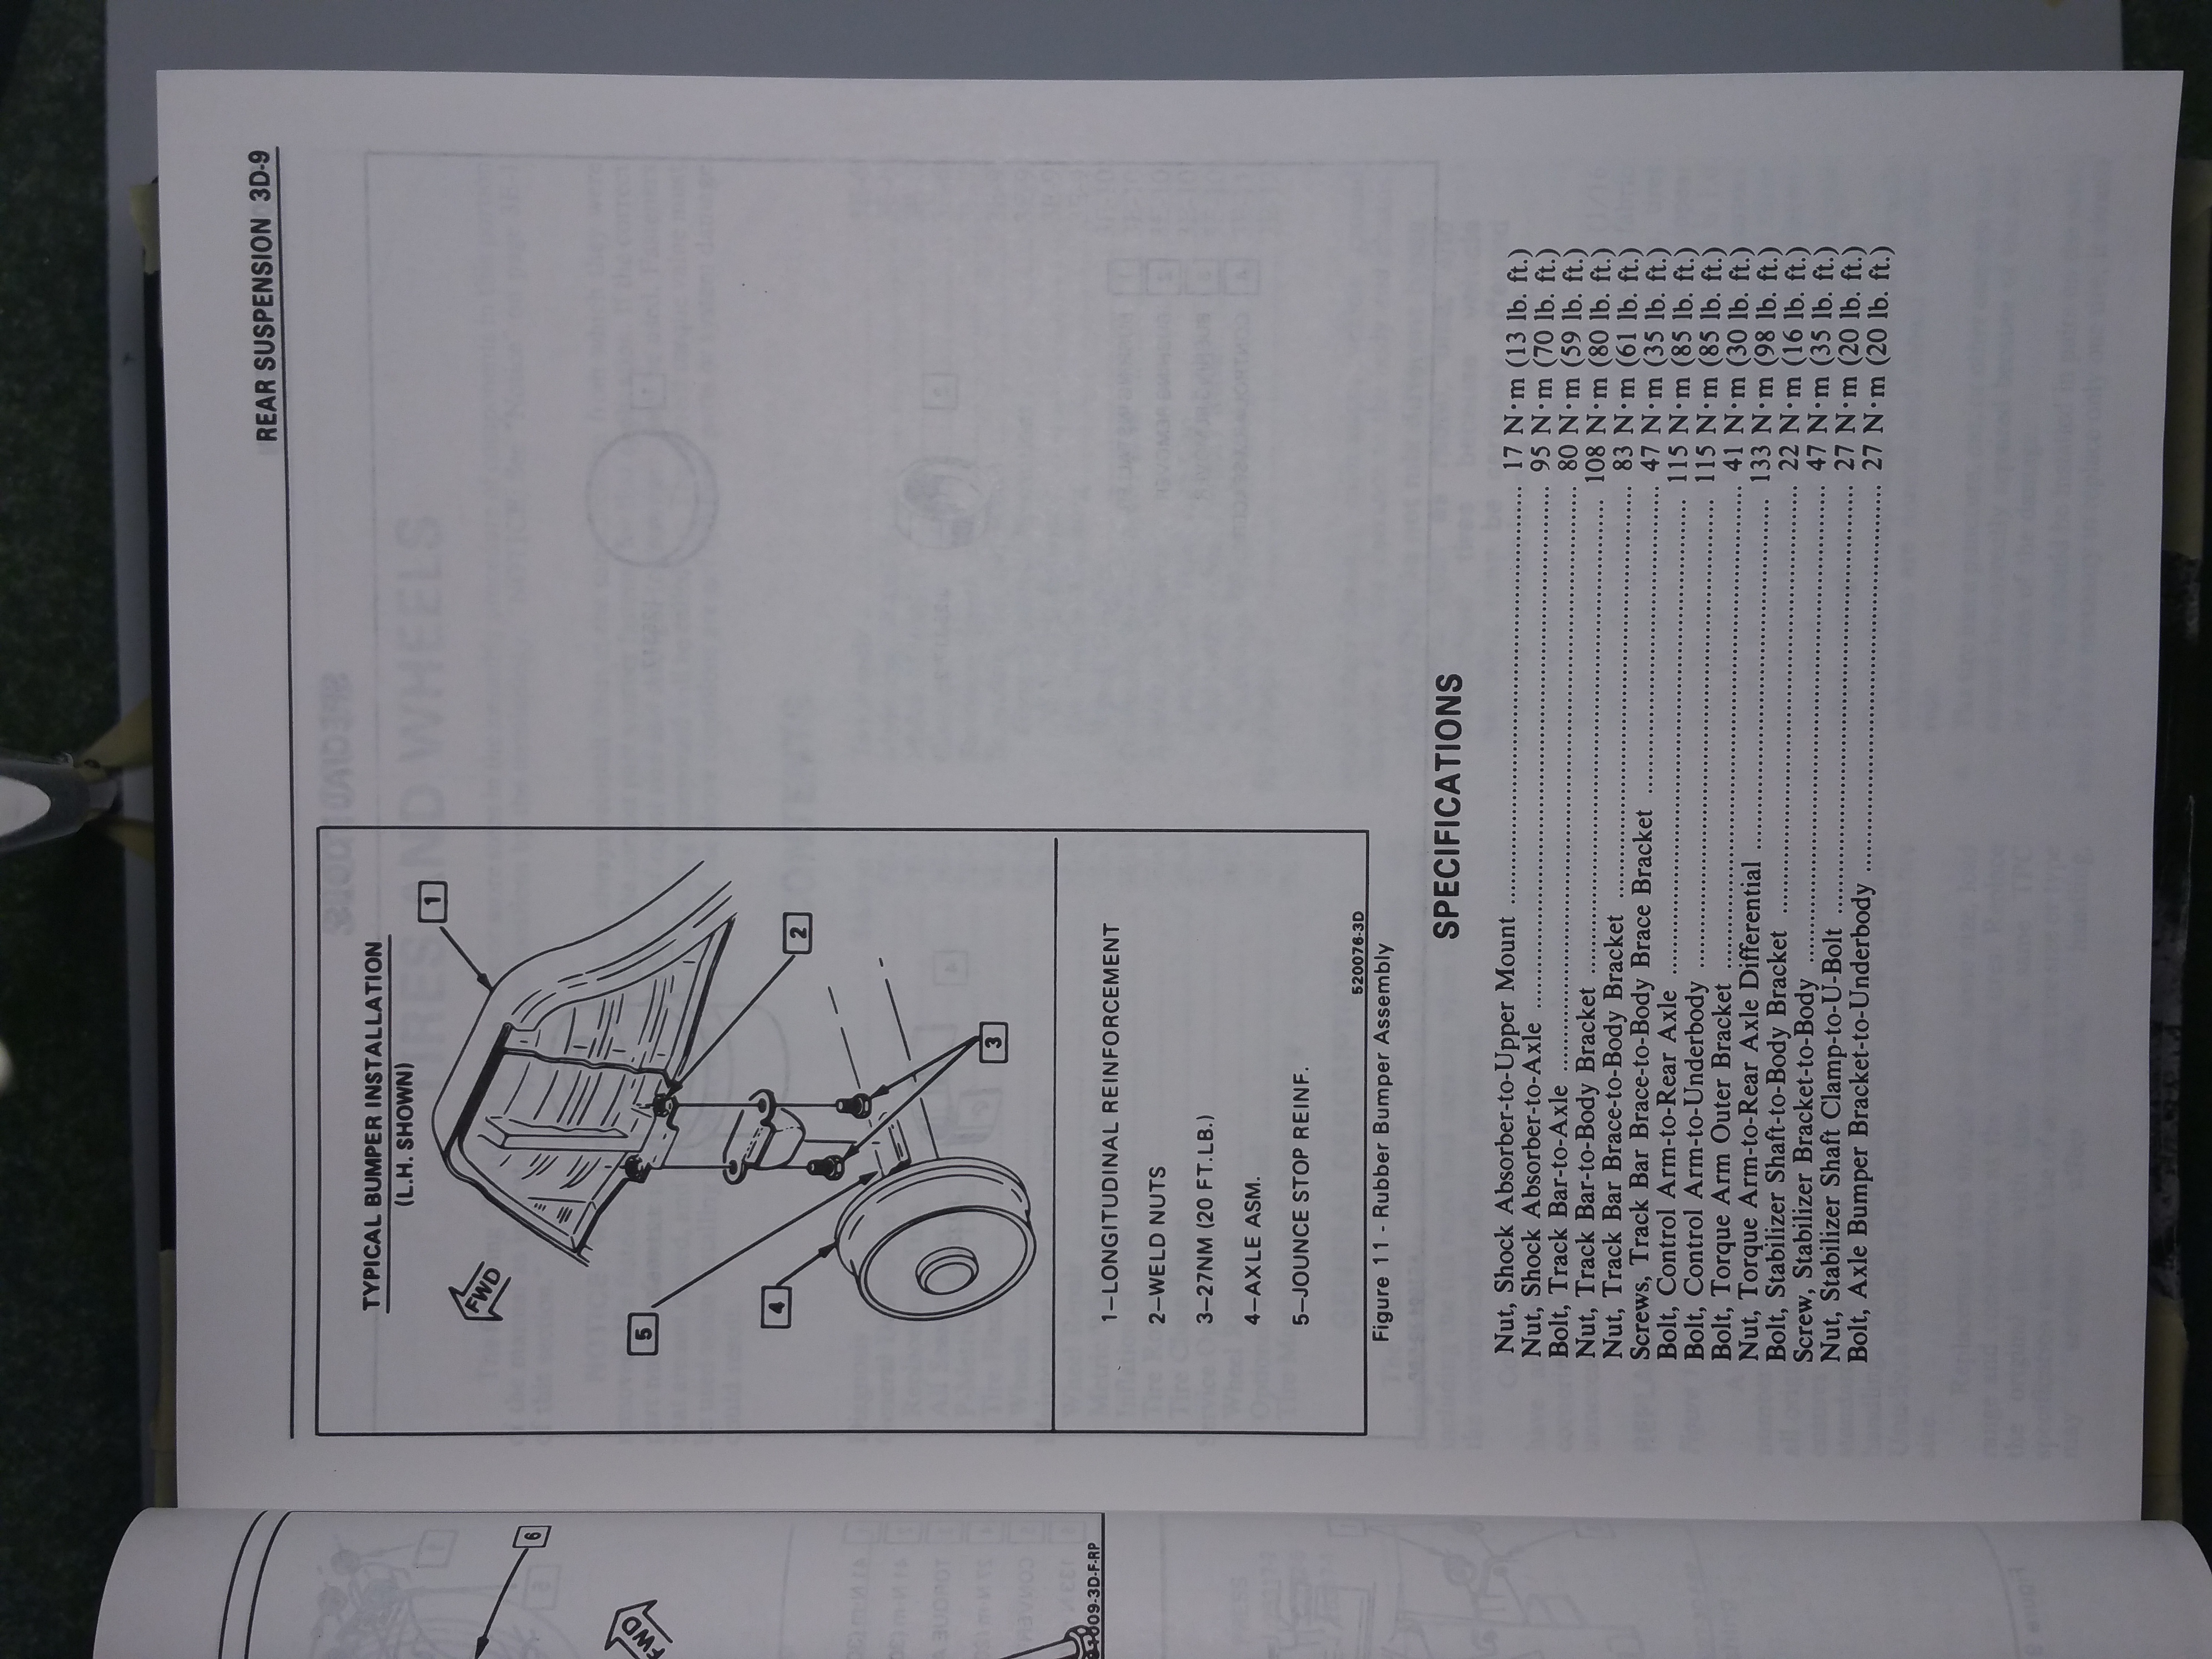 REAR SUSPENSION 3D-9
TYPICAL BUMPER INSTALLATION
(L.H. SHOWN)
FWD
1
2
3
4
5
1–LONGITUDINAL REINFORCEMENT
2–WELD NUTS
3–27NM (20 FT.LB.)
4–AXLE ASM.
5–JOUNCE STOP REINF.
520076-3D
Figure 11 - Rubber Bumper Assembly
SPECIFICATIONS
Nut, Shock Absorber-to-Upper Mount ........ 17 N·m (13 lb. ft.)
Nut, Shock Absorber-to-Axle ........ 95 N·m (70 lb. ft.)
Bolt, Track Bar-to-Axle ........ 80 N·m (59 lb. ft.)
Nut, Track Bar-to-Body Bracket ........ 108 N·m (80 lb. ft.)
Nut, Track Bar Brace-to-Body Bracket ........ 83 N·m (61 lb. ft.)
Screws, Track Bar Brace-to-Body Brace Bracket ........ 47 N·m (35 lb. ft.)
Bolt, Control Arm-to-Rear Axle ........ 115 N·m (85 lb. ft.)
Bolt, Control Arm-to-Underbody ........ 115 N·m (85 lb. ft.)
Bolt, Torque Arm Outer Bracket ........ 41 N·m (30 lb. ft.)
Nut, Torque Arm-to-Rear Axle Differential ........ 133 N·m (98 lb. ft.)
Bolt, Stabilizer Shaft-to-Body Bracket ........ 22 N·m (16 lb. ft.)
Screw, Stabilizer Bracket-to-Body ........ 47 N·m (35 lb. ft.)
Nut, Stabilizer Shaft Clamp-to-U-Bolt ........ 27 N·m (20 lb. ft.)
Bolt, Axle Bumper Bracket-to-Underbody ........ 27 N·m (20 lb. ft.)
6
FWD
009-3D-F-RP